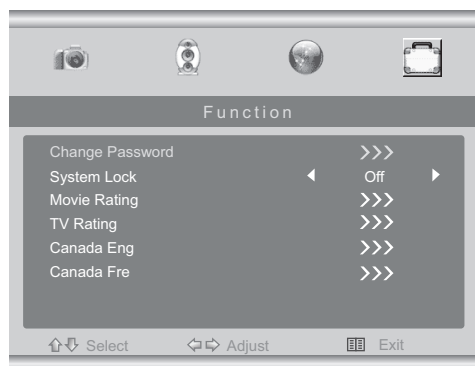 Function
Change Password >>>
System Lock Off
Movie Rating >>>
TV Rating >>>
Canada Eng >>>
Canada Fre >>>
Select Adjust Exit